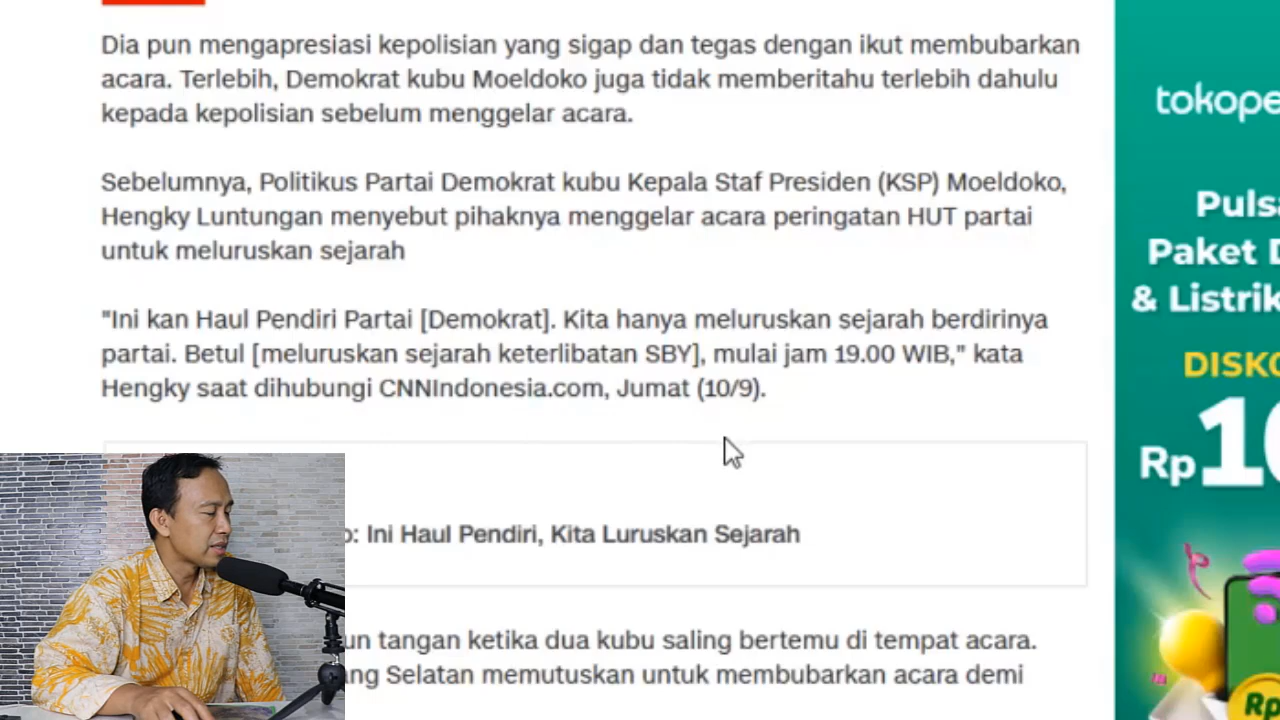 Dia pun mengapresiasi kepolisian yang sigap dan tegas dengan ikut membubarkan
acara. Terlebih, Demokrat kubu Moeldoko juga tidak memberitahu terlebih dahulu
kepada kepolisian sebelum menggelar acara.
Sebelumnya, Politikus Partai Demokrat kubu Kepala Staf Presiden (KSP) Moeldoko,
Hengky Luntungan menyebut pihaknya menggelar acara peringatan HUT partai
untuk meluruskan sejarah
"Ini kan Haul Pendiri Partai [Demokrat]. Kita hanya meluruskan sejarah berdirinya
partai. Betul [meluruskan sejarah keterlibatan SBY], mulai jam 19.00 WIB," kata
Hengky saat dihubungi CNNIndonesia.com, Jumat (10/9).
o: Ini Haul Pendiri, Kita Luruskan Sejarah
un tangan ketika dua kubu saling bertemu di tempat acara.
ang Selatan memutuskan untuk membubarkan acara demi
tokope
Pulsa
Paket D
& Listrik
DISKO
Rp 10
Rp